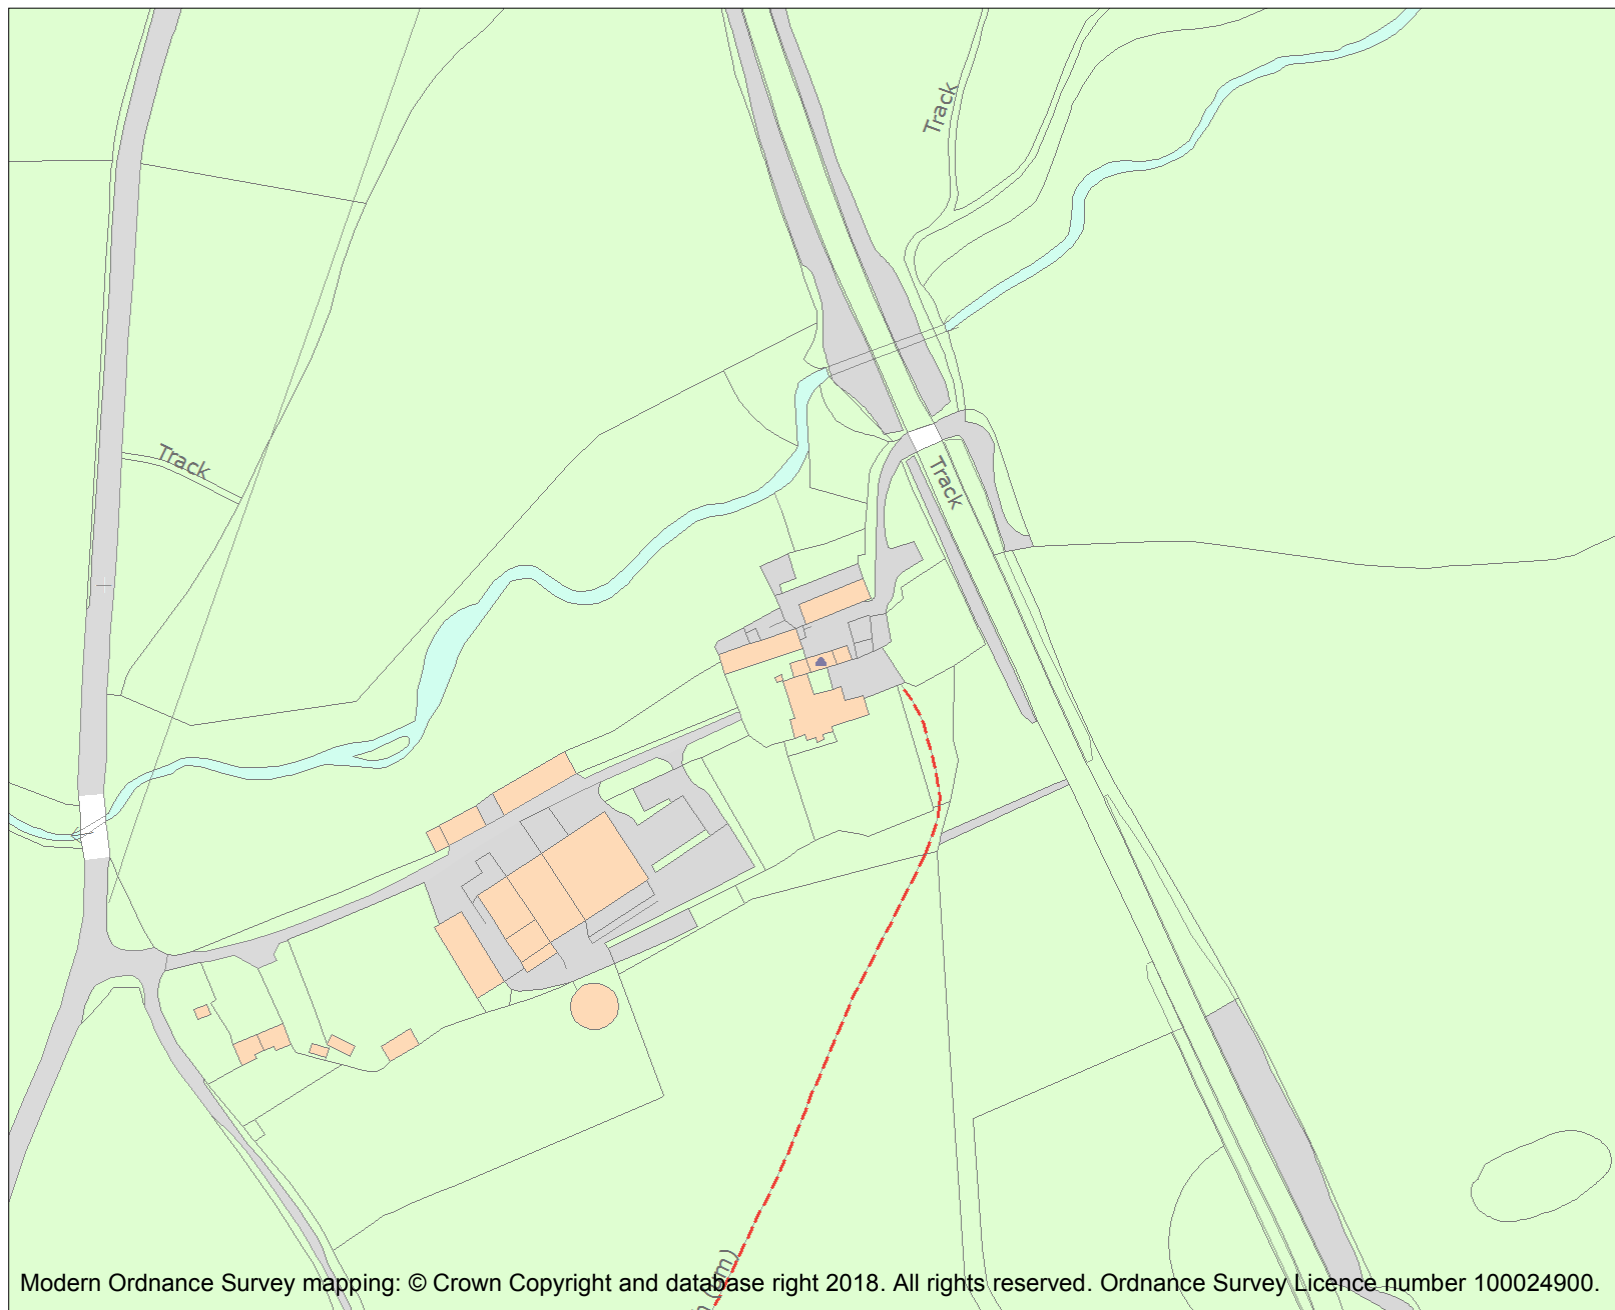 Track
Track
Track
Modern Ordnance Survey mapping: © Crown Copyright and database right 2018. All rights reserved. Ordnance Survey Licence number 100024900.